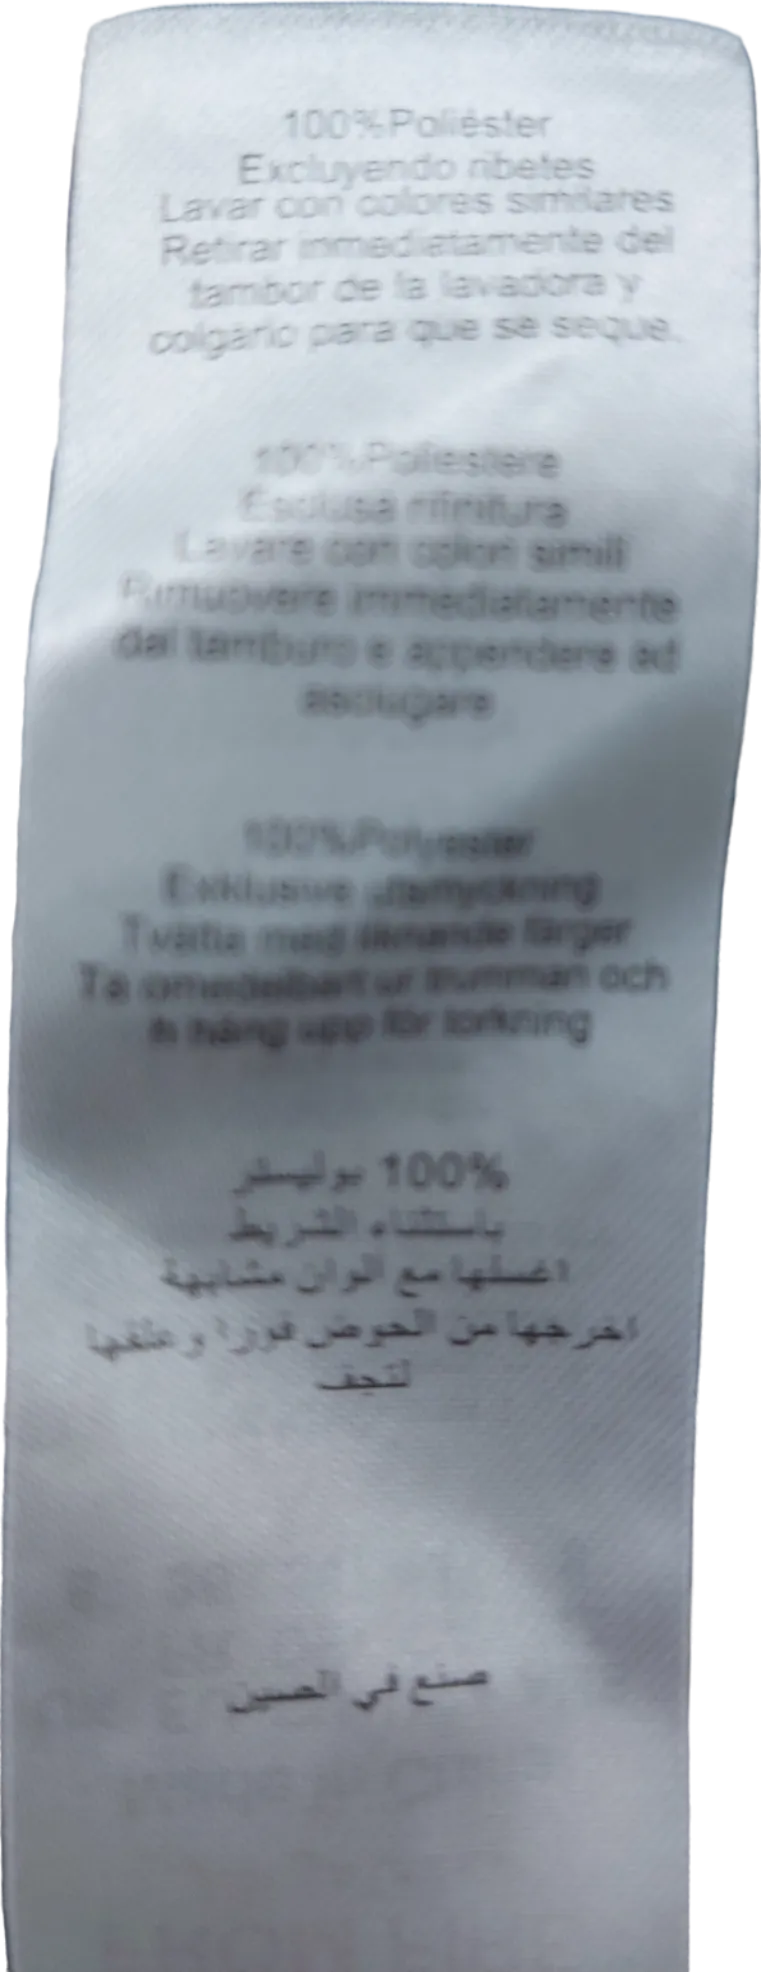 100%Poliéster
Excluyendo ribetes
Lavar con colores similares
Retirar inmediatamente del
tambor de la lavadora y
colgarlo para que se seque.
100%Poliestere
Esclusa rifinitura
Lavare con colori simili
Rimuovere immediatamente
dal tamburo e appendere ad
asciugare
100%Polyester
Exklusive utsmyckning
Tvätta med liknande färger
Ta omedelbart ur trumman och
häng upp för torkning
100% بوليستر
باستثناء الشريط
اغسلها مع ألوان مشابهة
اخرجها من الحوض فورا وعلقها
لتجف
صنع في الصين